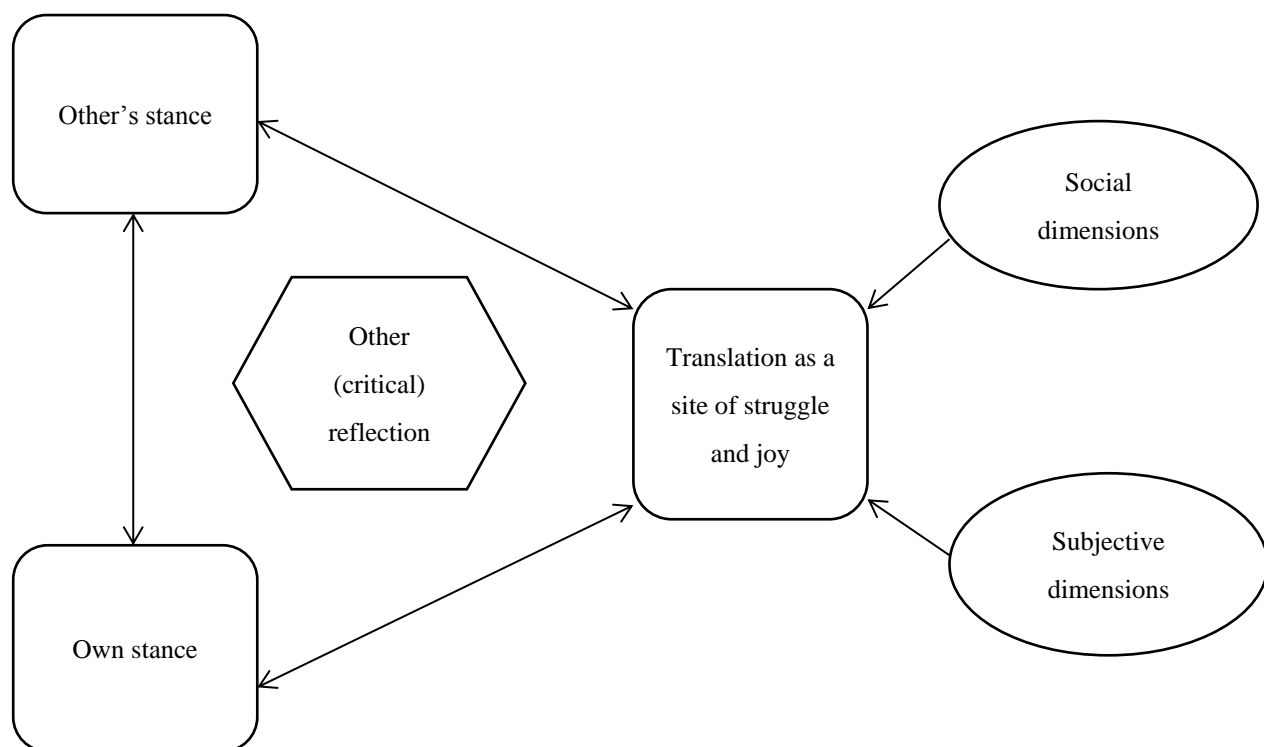 Other’s stance
Social
dimensions
Other
(critical)
reflection
Translation as a
site of struggle
and joy
Subjective
dimensions
Own stance